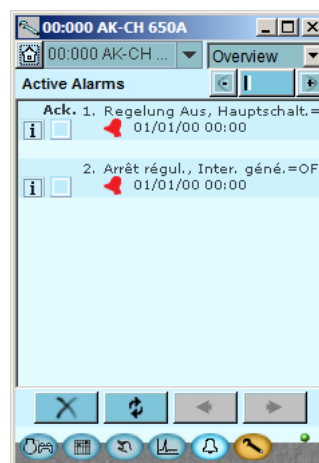 00:000 AK-CH 650A
00:000 AK-CH ... Overview
Active Alarms
Ack. 1. Regelung Aus, Hauptschalt.=
i 01/01/00 00:00
2. Arrêt régul., Inter. géné.=OF
i 01/01/00 00:00